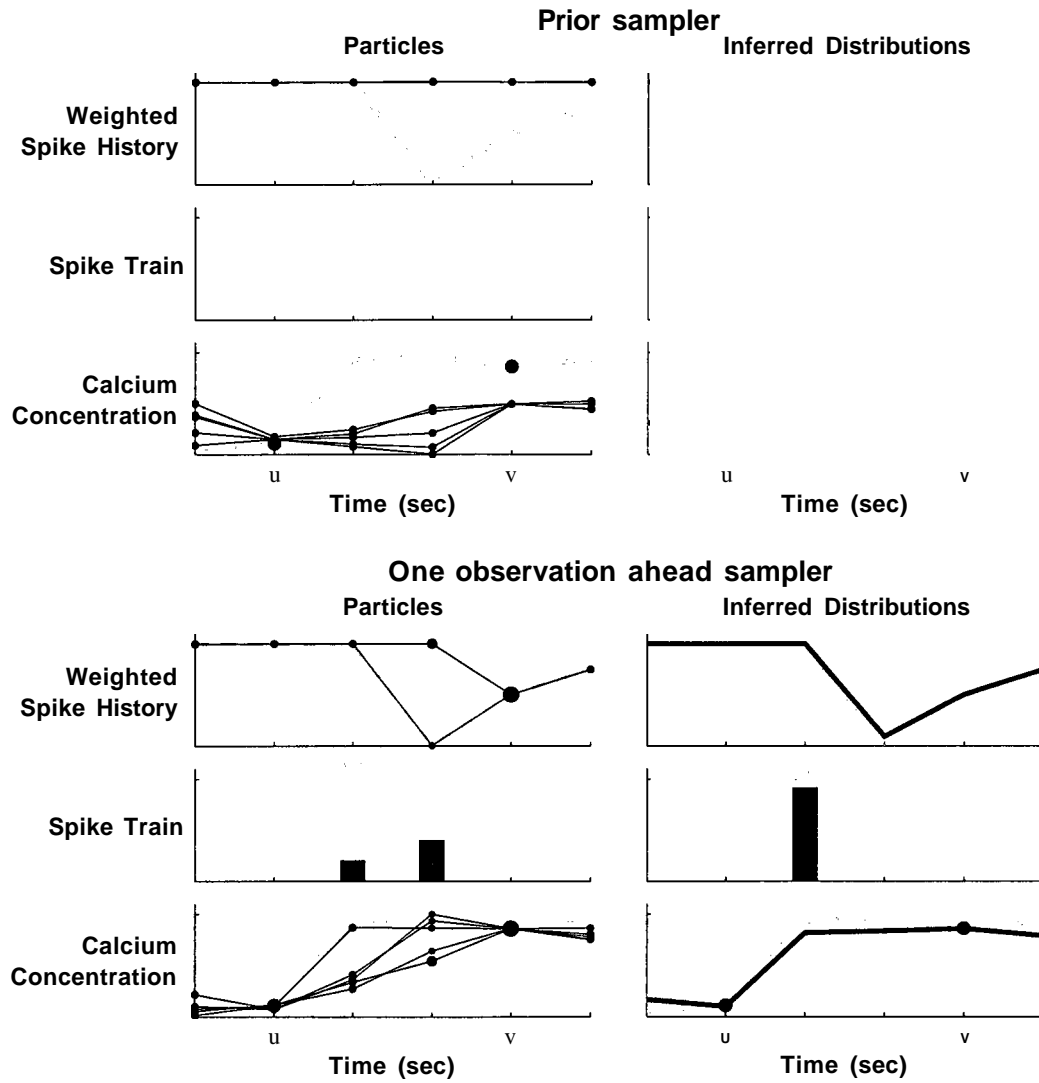 Prior sampler
Particles
Inferred Distributions
Weighted
Spike History
Spike Train
Calcium
Concentration
u
v
Time (sec)
u
v
Time (sec)
One observation ahead sampler
Particles
Inferred Distributions
Weighted
Spike History
Spike Train
Calcium
Concentration
u
v
Time (sec)
u
v
Time (sec)